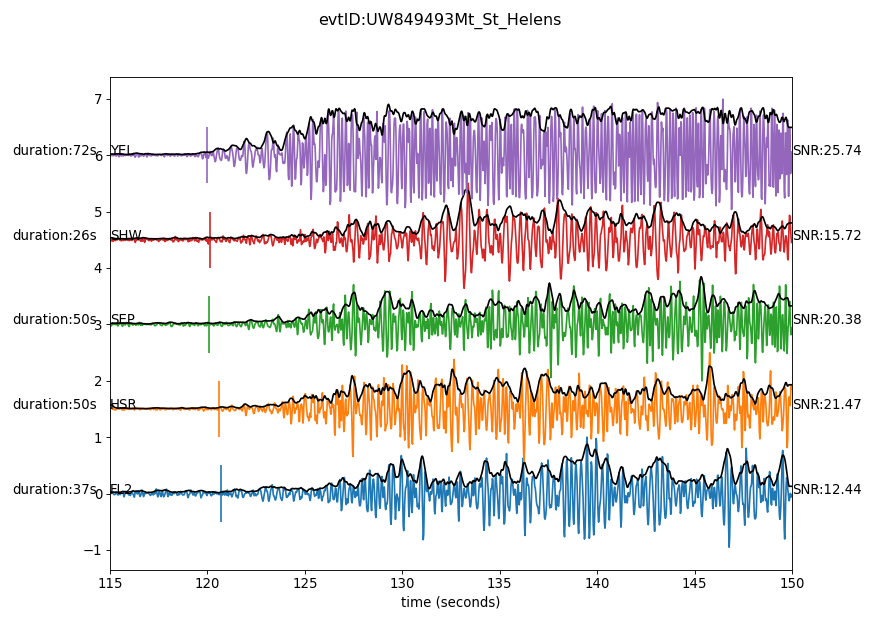 evtID:UW849493Mt_St_Helens
7
duration:72s YEL SNR:25.74
6
5
duration:26s SHW SNR:15.72
4
duration:50s SEP SNR:20.38
3
2
duration:50s HSR SNR:21.47
1
duration:37s FL2 SNR:12.44
0
−1
115 120 125 130 135 140 145 150
time (seconds)